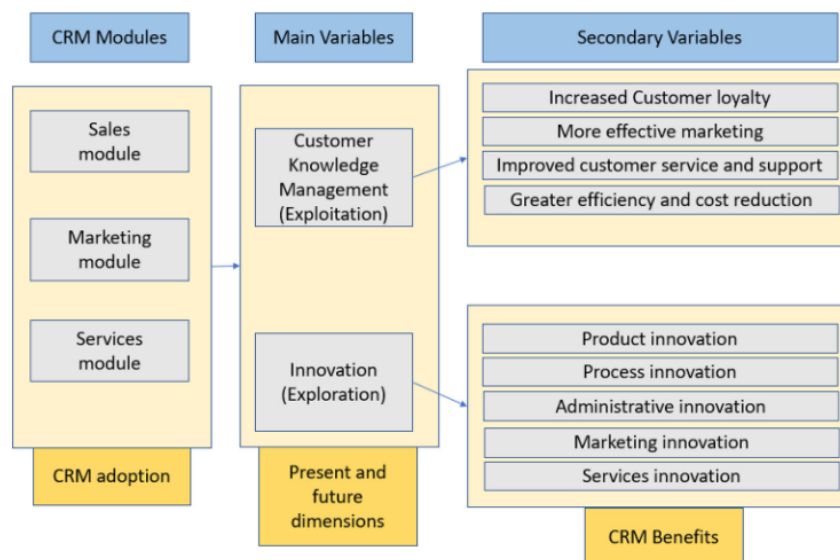 CRM Modules
Main Variables
Secondary Variables
Sales
module
Marketing
module
Services
module
CRM adoption
Customer
Knowledge
Management
(Exploitation)
Innovation
(Exploration)
Present and
future
dimensions
Increased Customer loyalty
More effective marketing
Improved customer service and support
Greater efficiency and cost reduction
Product innovation
Process innovation
Administrative innovation
Marketing innovation
Services innovation
CRM Benefits